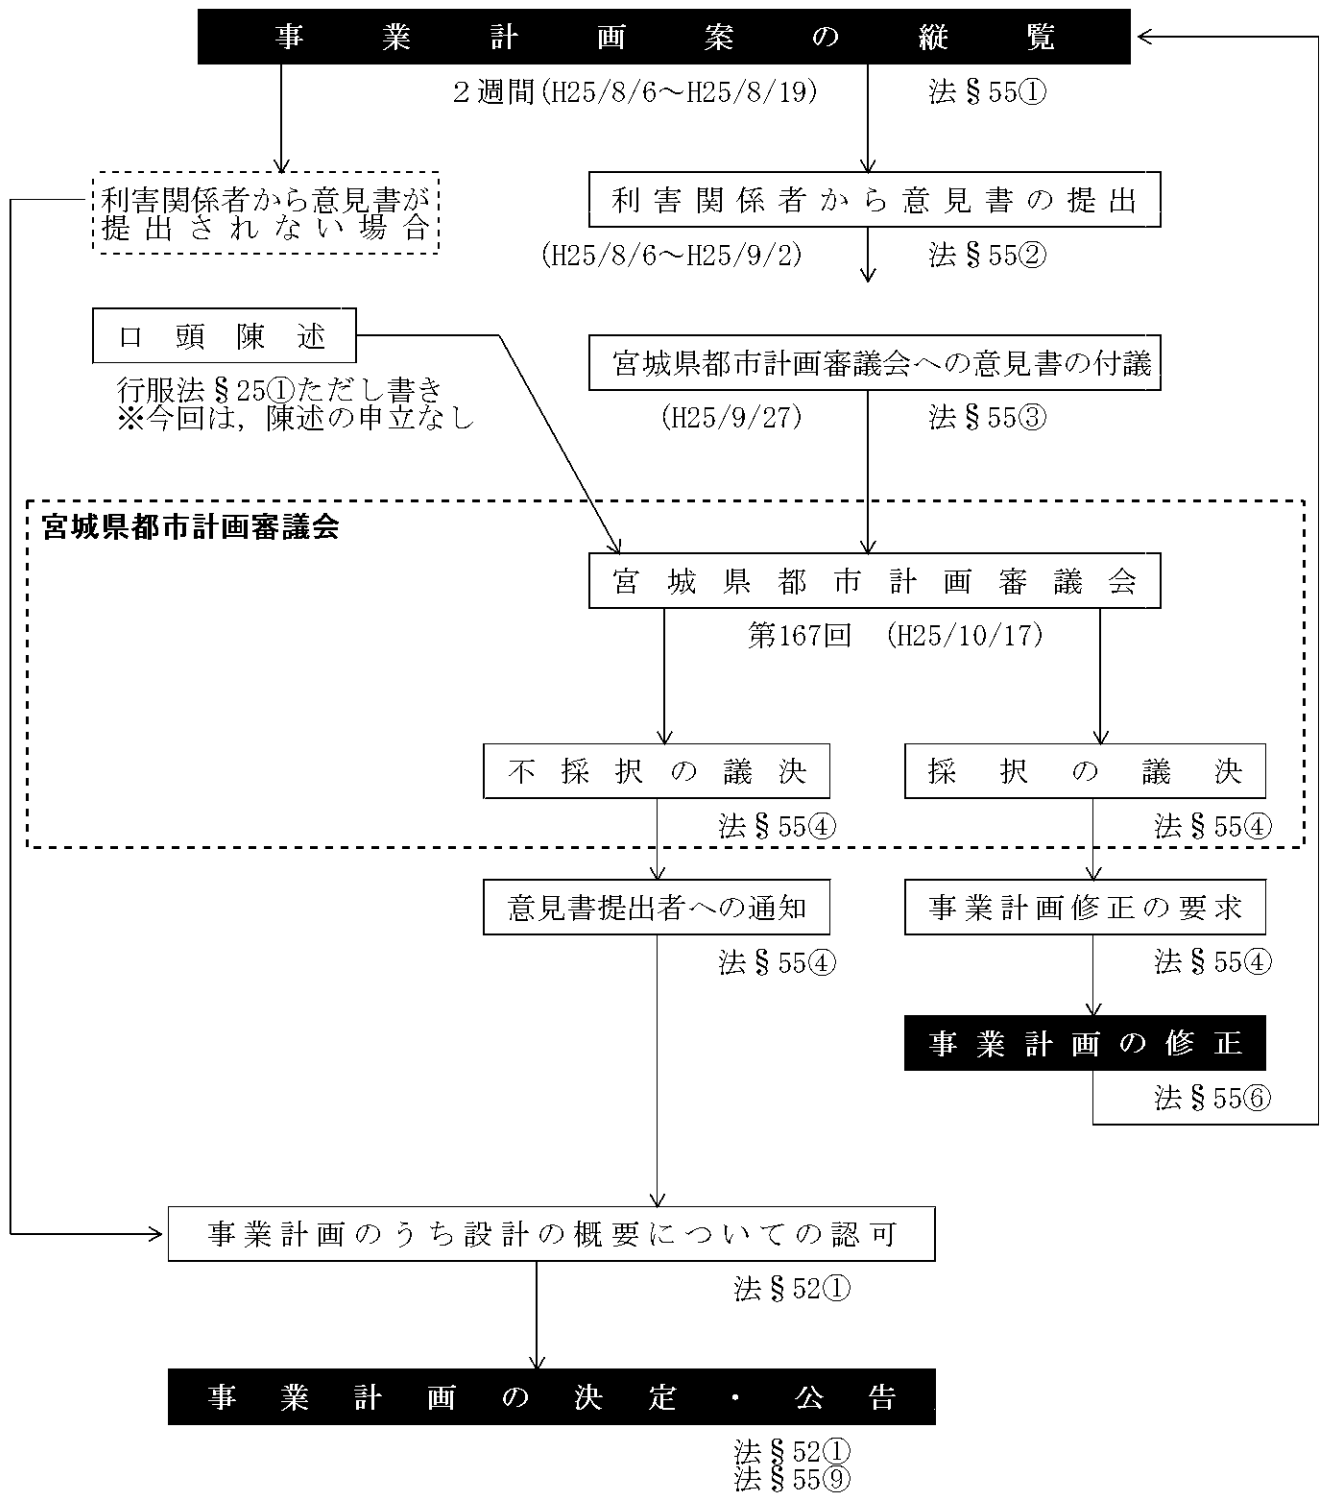 事業計画案の縦覧
２週間(H25/8/6～H25/8/19)
法§55①
利害関係者から意見書が
提出されない場合
利害関係者から意見書の提出
(H25/8/6～H25/9/2)
法§55②
口頭陳述
行服法§25①ただし書き
※今回は，陳述の申立なし
宮城県都市計画審議会への意見書の付議
(H25/9/27)
法§55③
宮城県都市計画審議会
宮城県都市計画審議会
第167回　(H25/10/17)
不採択の議決
採択の議決
法§55④
法§55④
意見書提出者への通知
事業計画修正の要求
法§55④
法§55④
事業計画の修正
法§55⑥
事業計画のうち設計の概要についての認可
法§52①
事業計画の決定・公告
法§52①
法§55⑨